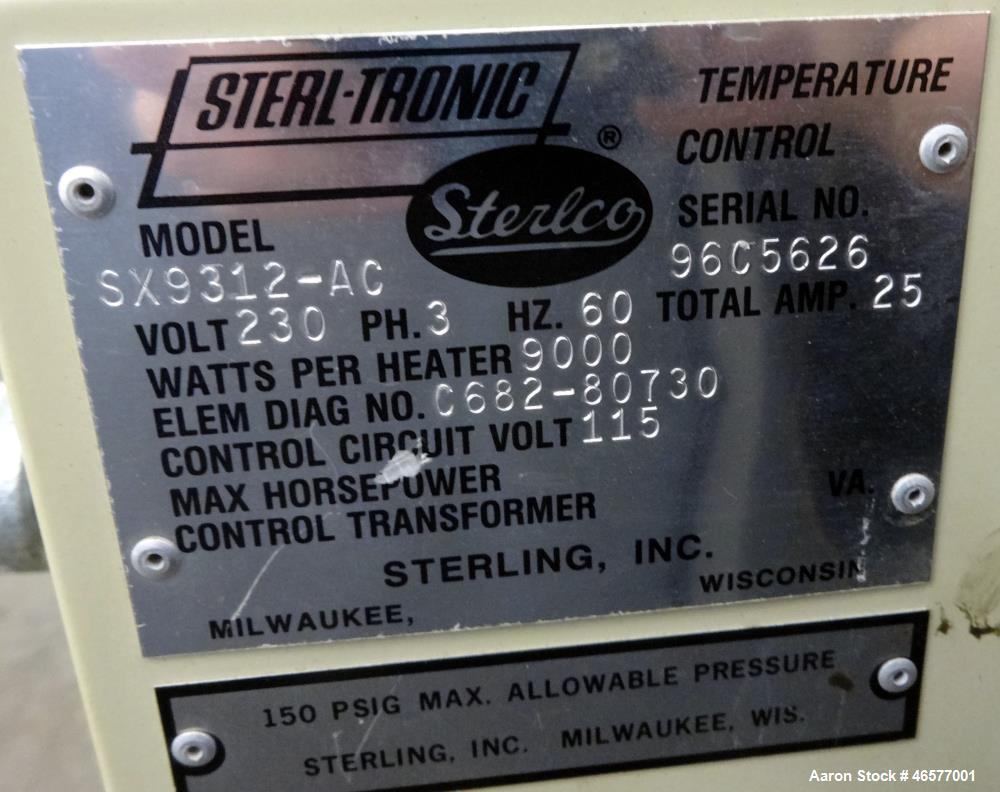 STERL-TRONIC
TEMPERATURE
CONTROL
®
Sterlco
MODEL
SERIAL NO.
SX9312-AC
96C5626
VOLT 230 PH. 3 HZ. 60 TOTAL AMP. 25
WATTS PER HEATER 9000
ELEM DIAG NO. C682-80730
CONTROL CIRCUIT VOLT 115
MAX HORSEPOWER
CONTROL TRANSFORMER VA.
STERLING, INC.
MILWAUKEE, WISCONSIN
150 PSIG MAX. ALLOWABLE PRESSURE
STERLING, INC. MILWAUKEE, WIS.
Aaron Stock # 46577001